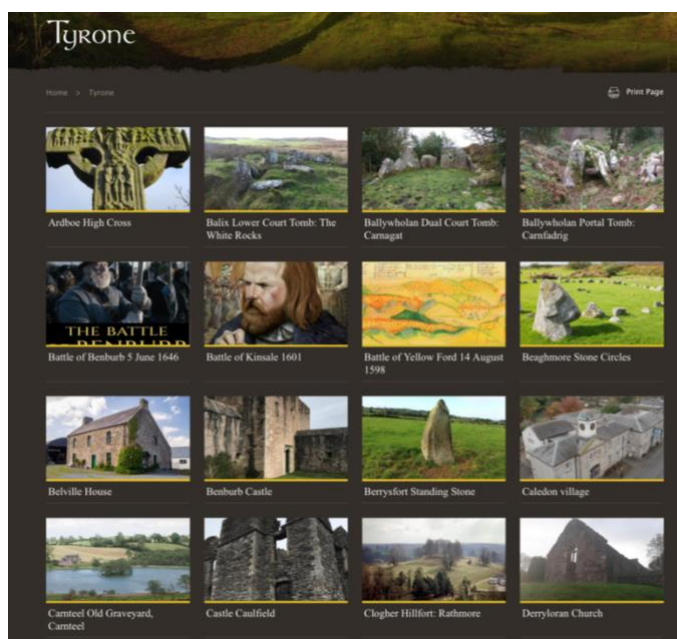 Tyrone
Home > Tyrone
Print Page
Ardboe High Cross
Balix Lower Court Tomb: The
White Rocks
Ballywholan Dual Court Tomb:
Carnagat
Ballywholan Portal Tomb:
Carnfadrig
THE BATTLE
BENBURB
Battle of Benburb 5 June 1646
Battle of Kinsale 1601
Battle of Yellow Ford 14 August
1598
Beaghmore Stone Circles
Belville House
Benburb Castle
Berrysfort Standing Stone
Caledon village
Carnteel Old Graveyard,
Carnteel
Castle Caulfield
Clogher Hillfort: Rathmore
Derryloran Church